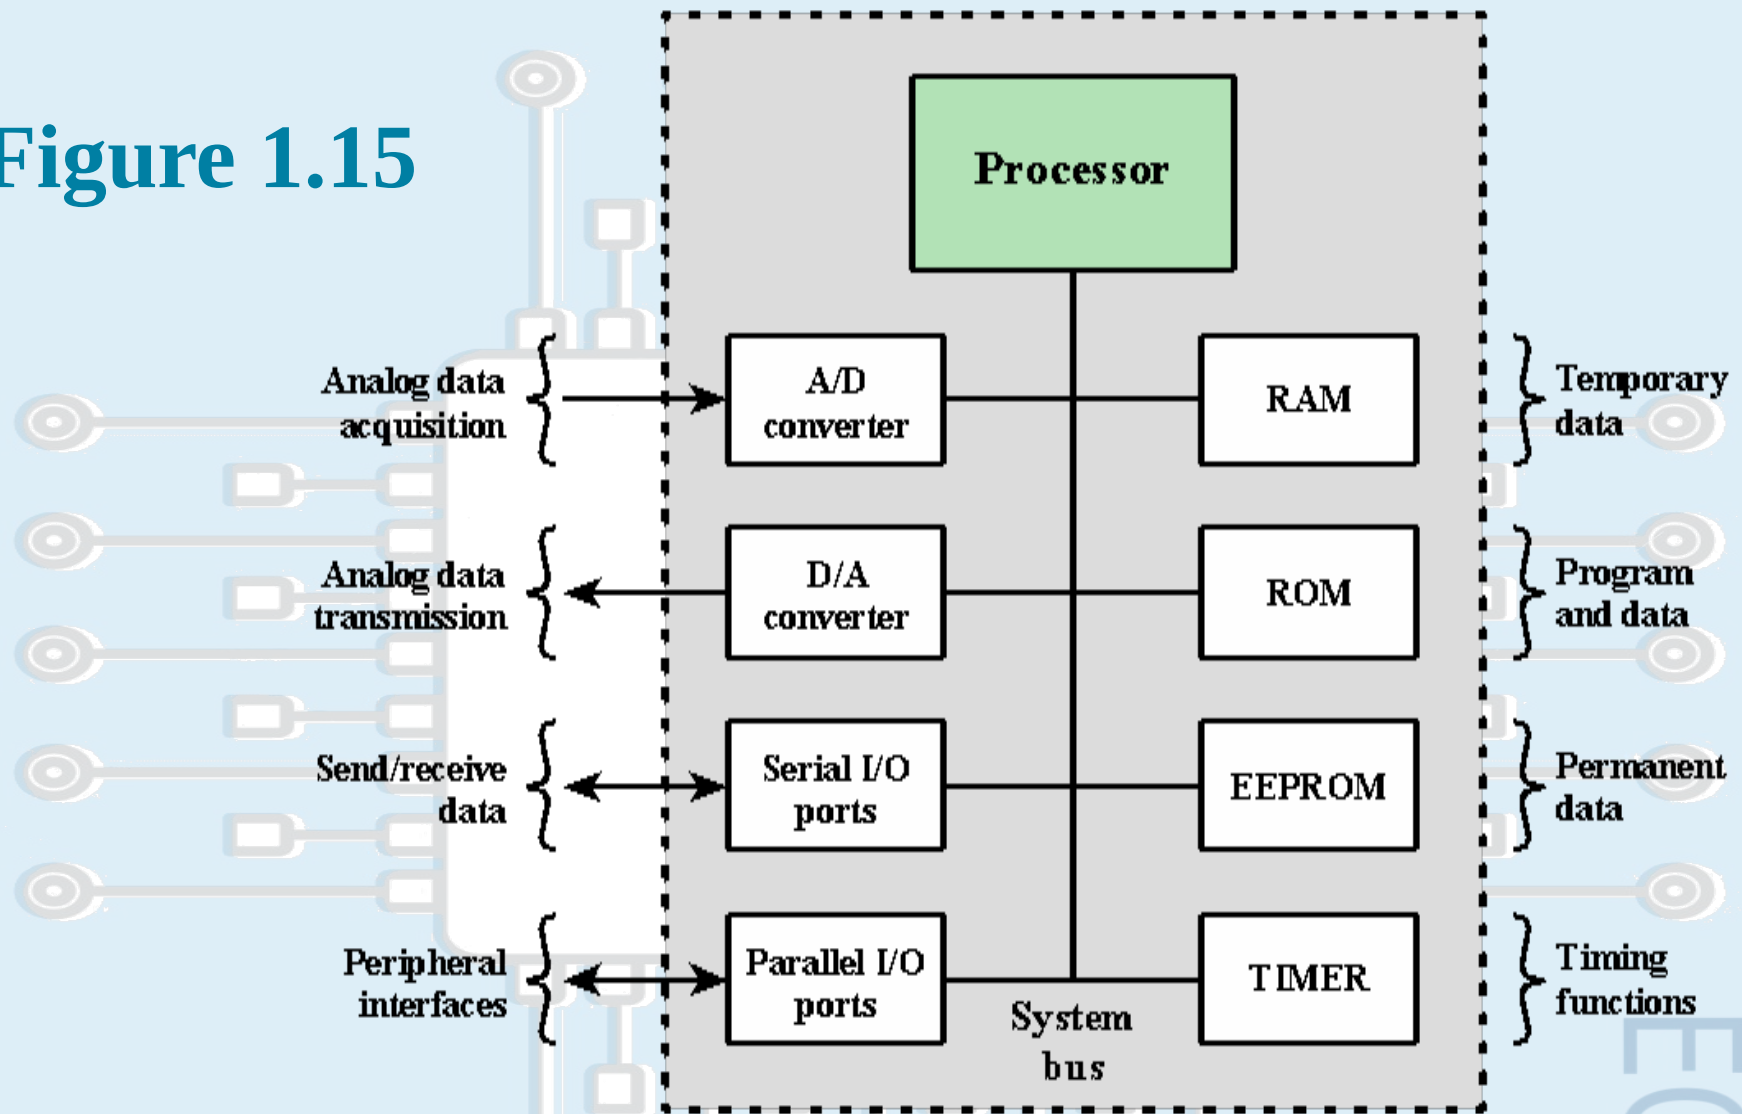 Figure 1.15
Processor
Analog data
acquisition
A/D
converter
RAM
Temporary
data
Analog data
transmission
D/A
converter
ROM
Program
and data
Send/receive
data
Serial I/O
ports
EEPROM
Permanent
data
Peripheral
interfaces
Parallel I/O
ports
TIMER
Timing
functions
System
bus